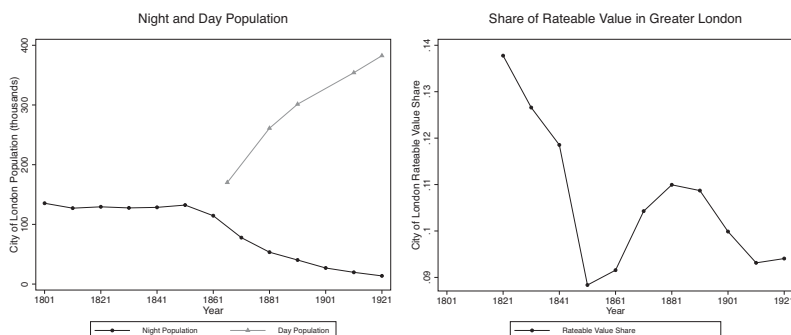 Night and Day Population
City of London Population (thousands)
400
300
200
100
0
1801 1821 1841 1861 1881 1901 1921
Year
Night Population Day Population
Share of Rateable Value in Greater London
City of London Rateable Value Share
.14
.13
.12
.11
.1
.09
1801 1821 1841 1861 1881 1901 1921
Year
Rateable Value Share